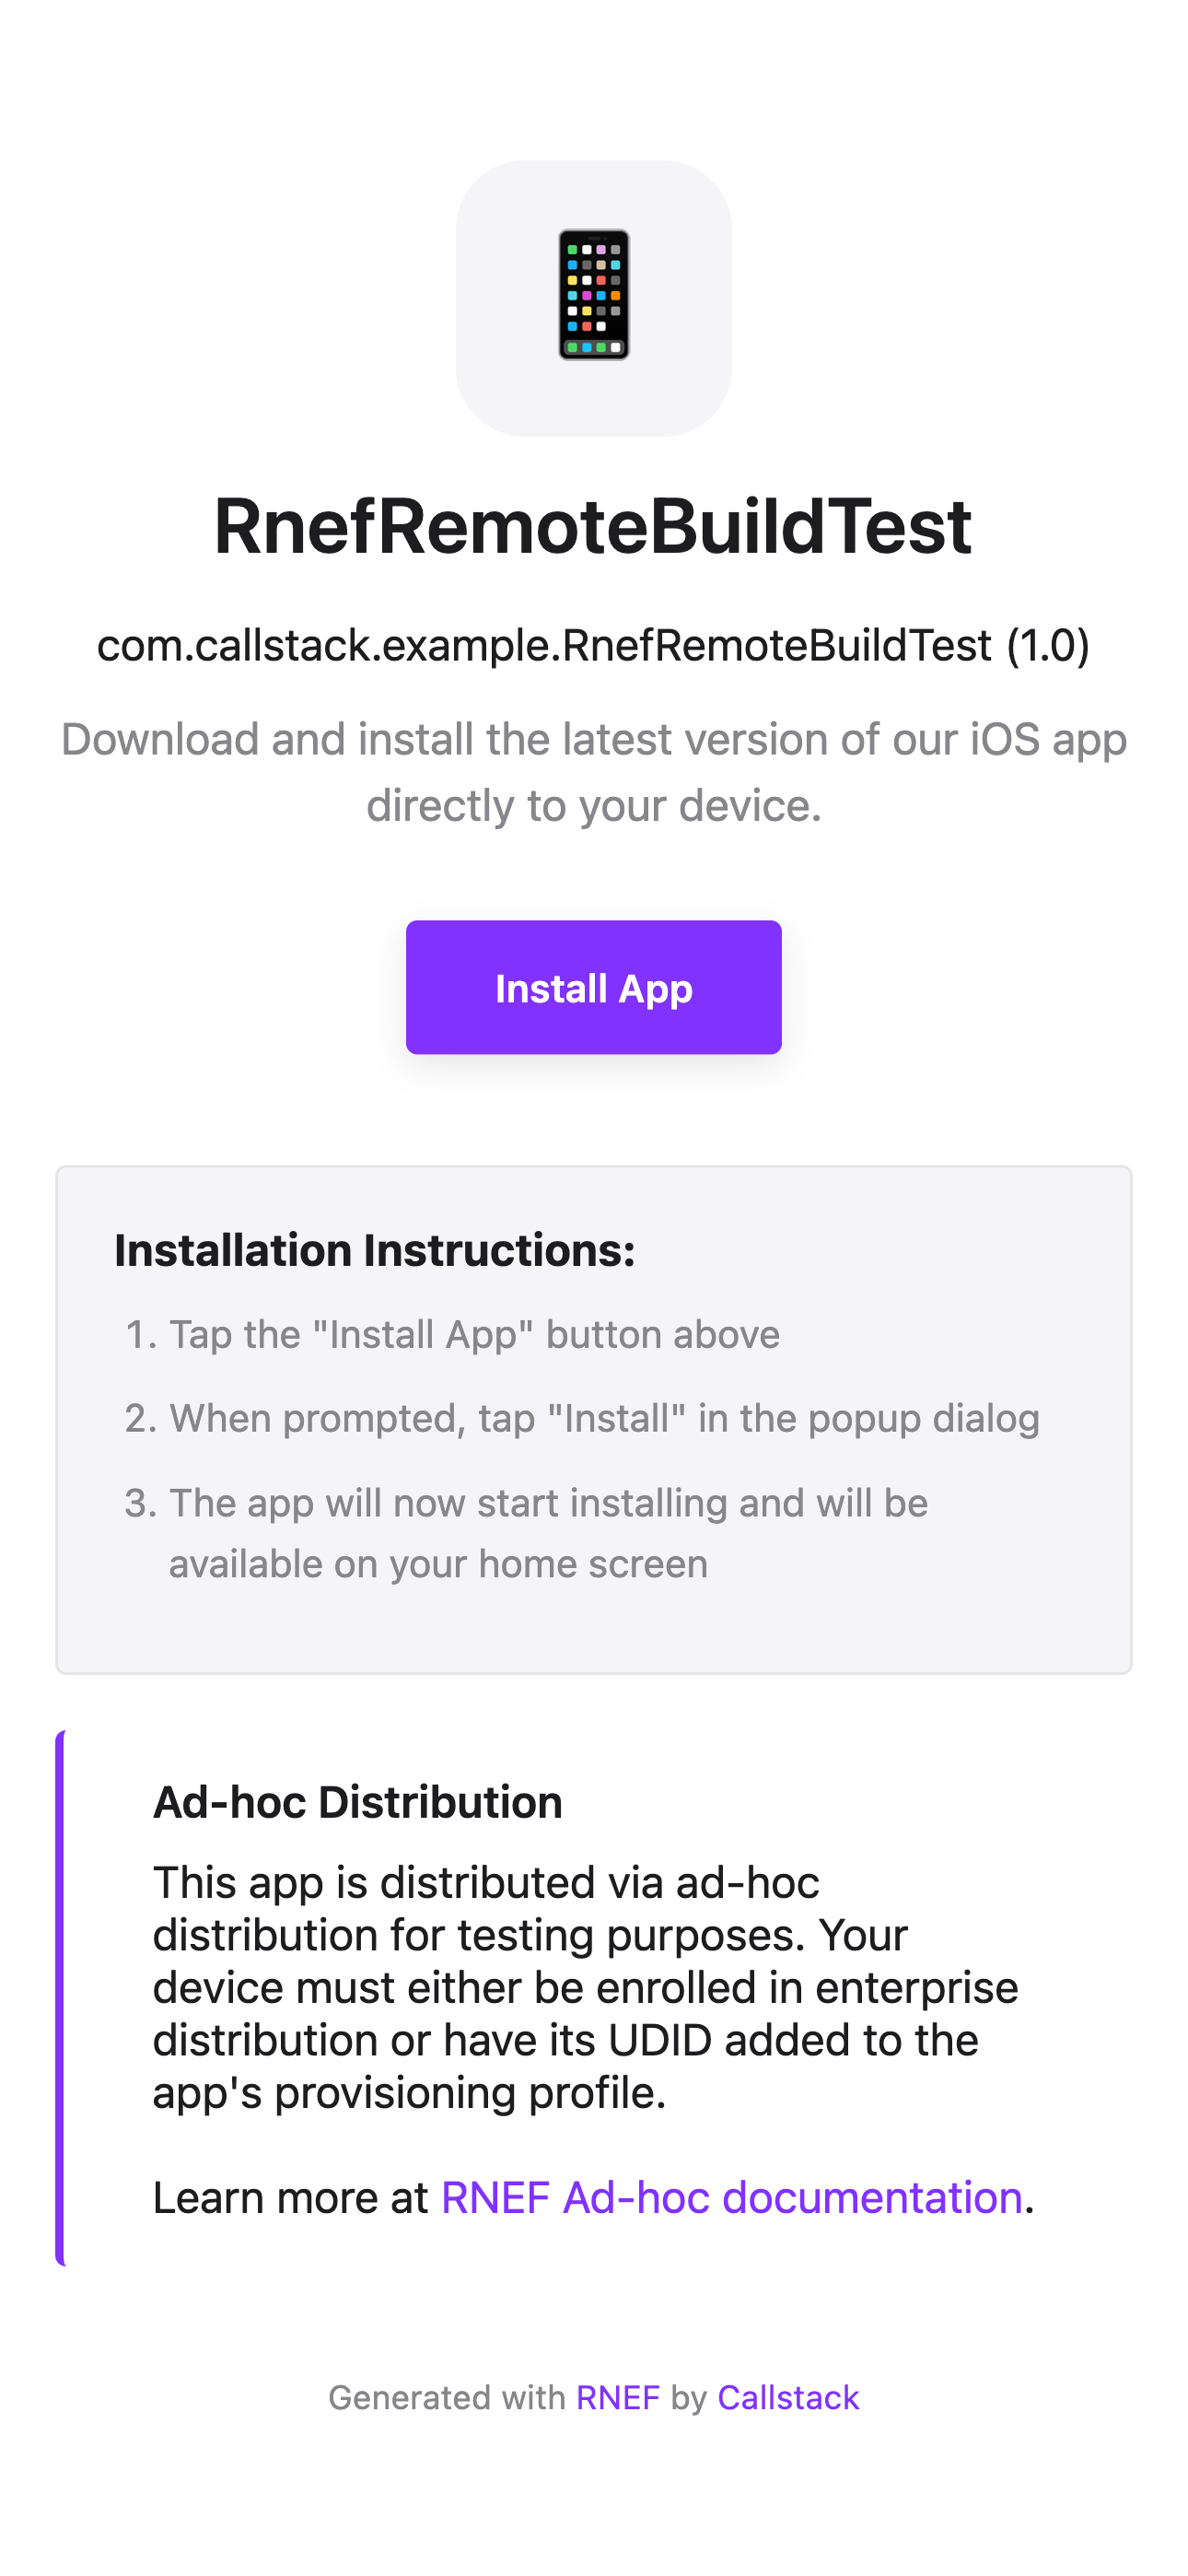 RnefRemoteBuildTest
com.callstack.example.RnefRemoteBuildTest (1.0)
Download and install the latest version of our iOS app
directly to your device.
Install App
Installation Instructions:
1. Tap the "Install App" button above
2. When prompted, tap "Install" in the popup dialog
3. The app will now start installing and will be
available on your home screen
Ad-hoc Distribution
This app is distributed via ad-hoc
distribution for testing purposes. Your
device must either be enrolled in enterprise
distribution or have its UDID added to the
app's provisioning profile.
Learn more at RNEF Ad-hoc documentation.
Generated with RNEF by Callstack